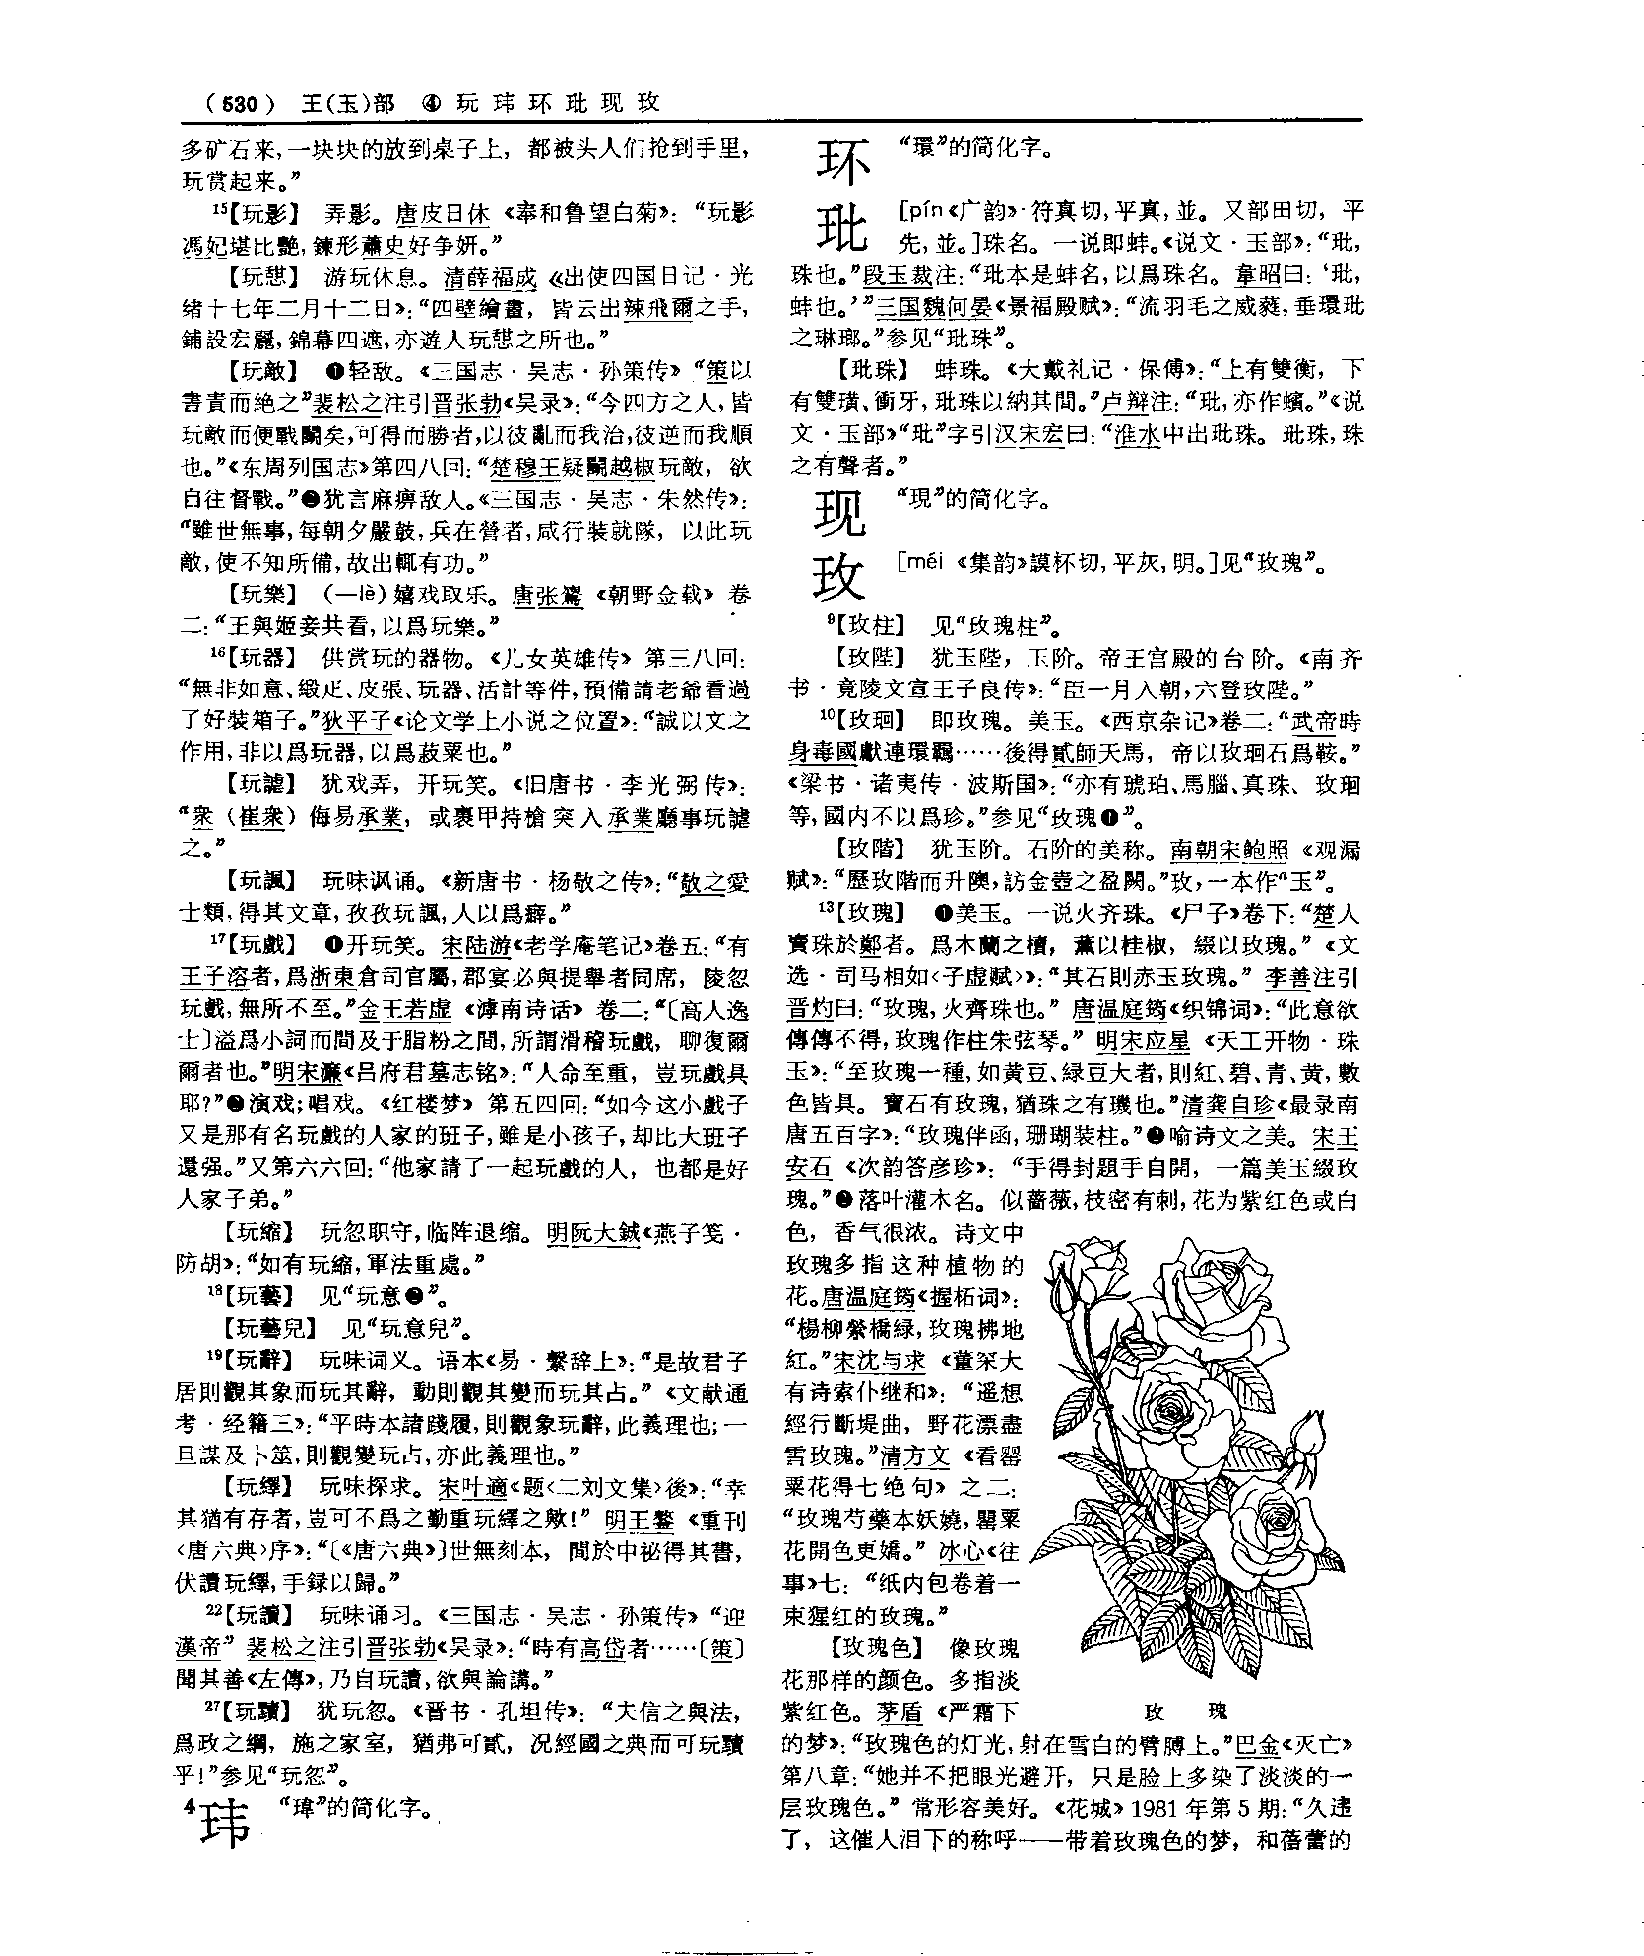 （530） 王(玉)部 ④ 玩 玮 环 玭 现 玫
多矿石来，一块块的放到桌子上，都被头人们抢到手里，
玩赏起来。”
15【玩影】 弄影。唐皮日休《奉和鲁望白菊》：“玩影
馮妃堪比艷，鍊形蕭史好争妍。”
【玩憇】 游玩休息。清薛福成《出使四国日记·光
绪十七年二月十二日》：“四壁繪畫，皆云出辣飛爾之手，
鋪設宏麗，錦幕四遮，亦遊人玩憇之所也。”
【玩敵】 ❶轻敌。《三国志·吴志·孙策传》“策以
書責而絶之”裴松之注引晋张勃《吴录》：“今四方之人，皆
玩敵而便戰鬭矣，可得而勝者，以彼亂而我治，彼逆而我順
也。”《东周列国志》第四八回：“楚穆王疑鬭越椒玩敵，欲
自往督戰。”❷犹言麻痹敌人。《三国志·吴志·朱然传》：
“雖世無事，每朝夕嚴鼓，兵在營者，咸行裝就隊，以此玩
敵，使不知所備，故出輒有功。”
【玩樂】 （—lè）嬉戏取乐。唐张鷟《朝野佥载》卷
二：“王與姬妾共看，以爲玩樂。”
16【玩器】 供赏玩的器物。《儿女英雄传》第三八回：
“無非如意、緞疋、皮張、玩器、活計等件，預備請老爺看過
了好裝箱子。”狄平子《论文学上小说之位置》：“誠以文之
作用，非以爲玩器，以爲菽粟也。”
【玩謔】 犹戏弄，开玩笑。《旧唐书·李光弼传》：
“衆（崔衆）侮易承業，或裹甲持槍突入承業廳事玩謔
之。”
【玩諷】 玩味讽诵。《新唐书·杨敬之传》：“敬之愛
士類，得其文章，孜孜玩諷，人以爲癖。”
17【玩戲】 ❶开玩笑。宋陆游《老学庵笔记》卷五：“有
王子溶者，爲浙東倉司官屬，郡宴必與提舉者同席，陵忽
玩戲，無所不至。”金王若虚《滹南诗话》卷二：“〔高人逸
士〕溢爲小詞而間及于脂粉之間，所謂滑稽玩戲，聊復爾
爾者也。”明宋濂《吕府君墓志铭》：“人命至重，豈玩戲具
耶？”❷演戏；唱戏。《红楼梦》第五四回：“如今这小戲子
又是那有名玩戲的人家的班子，雖是小孩子，却比大班子
還强。”又第六六回：“他家請了一起玩戲的人，也都是好
人家子弟。”
【玩缩】 玩忽职守，临阵退缩。明阮大鋮《燕子笺·
防胡》：“如有玩縮，軍法重處。”
18【玩藝】 见“玩意❷”。
【玩藝兒】 见“玩意兒”。
19【玩辭】 玩味词义。语本《易·繫辞上》：“是故君子
居則觀其象而玩其辭，動則觀其變而玩其占。”《文献通
考·经籍三》：“平時本諸踐履，則觀象玩辭，此義理也；一
旦謀及卜筮，則觀變玩占，亦此義理也。”
【玩繹】 玩味探求。宋叶適《题〈二刘文集〉後》：“幸
其猶有存者，豈可不爲之勤重玩繹之歟！”明王鏊《重刊
〈唐六典〉序》：“〔《唐六典》〕世無刻本，間於中祕得其書，
伏讀玩繹，手録以歸。”
22【玩讀】 玩味诵习。《三国志·吴志·孙策传》“迎
漢帝”裴松之注引晋张勃《吴录》：“時有高岱者……〔策〕
聞其善《左傳》，乃自玩讀，欲與論講。”
27【玩黷】 犹玩忽。《晋书·孔坦传》：“夫信之與法，
爲政之綱，施之家室，猶弗可貳，况經國之典而可玩黷
乎！”参见“玩忽”。
4玮 “瑋”的简化字。
环 “環”的简化字。
玭 [pín《广韵》符真切，平真，並。又部田切，平
先，並。]珠名。一说即蚌。《说文·玉部》：“玭，
珠也。”段玉裁注：“玭本是蚌名，以爲珠名。韋昭曰：‘玭，
蚌也。’”三国魏何晏《景福殿赋》：“流羽毛之威蕤，垂環玭
之琳瑯。”参见“玭珠”。
【玭珠】 蚌珠。《大戴礼记·保傅》：“上有雙衡，下
有雙璜、衝牙，玭珠以納其間。”卢辩注：“玭，亦作蠙。”《说
文·玉部》“玭”字引汉宋宏曰：“淮水中出玭珠。玭珠，珠
之有聲者。”
现 “現”的简化字。
玫 [méi 《集韵》謨杯切，平灰，明。]见“玫瑰”。
9【玫柱】 见“玫瑰柱”。
【玫陛】 犹玉陛，玉阶。帝王宫殿的台阶。《南齐
书·竟陵文宣王子良传》：“臣一月入朝，六登玫陛。”
10【玫瑰】 即玫瑰。美玉。《西京杂记》卷二：“武帝時
身毒國獻連環羈……後得貳師天馬，帝以玫瑰石爲鞍。”
《梁书·诸夷传·波斯国》：“亦有琥珀、馬腦、真珠、玫瑰
等，國内不以爲珍。”参见“玫瑰❶”。
【玫階】 犹玉阶。石阶的美称。南朝宋鲍照《观漏
赋》：“歷玫階而升隩，訪金壺之盈闕。”玫，一本作“玉”。
13【玫瑰】 ❶美玉。一说火齐珠。《尸子》卷下：“楚人
賣珠於鄭者。爲木蘭之櫝，薰以桂椒，綴以玫瑰。”《文
选·司马相如〈子虚赋〉》：“其石則赤玉玫瑰。”李善注引
晋灼曰：“玫瑰，火齊珠也。”唐温庭筠《织锦词》：“此意欲
傳傳不得，玫瑰作柱朱弦琴。”明宋应星《天工开物·珠
玉》：“至玫瑰一種，如黄豆、緑豆大者，則紅、碧、青、黄，數
色皆具。寶石有玫瑰，猶珠之有璣也。”清龚自珍《最录南
唐五百字》：“玫瑰伴函，珊瑚装柱。”❷喻诗文之美。宋王
安石《次韵答彦珍》：“手得封題手自開，一篇美玉綴玫
瑰。”❸落叶灌木名。似蔷薇，枝密有刺，花为紫红色或白
色，香气很浓。诗文中
玫瑰多指这种植物的
花。唐温庭筠《握柘词》：
“楊柳縈橋緑，玫瑰拂地
紅。”宋沈与求《董冞大
有诗索仆继和》：“遥想
經行斷堤曲，野花漂盡
雪玫瑰。”清方文《看罂
粟花得七绝句》之二：
“玫瑰芍藥本妖嬈，罌粟
花開色更嬌。”冰心《往
事》七：“纸内包卷着一
束猩红的玫瑰。”
【玫瑰色】 像玫瑰
花那样的颜色。多指淡
紫红色。茅盾《严霜下
玫 瑰
的梦》：“玫瑰色的灯光，射在雪白的臂膊上。”巴金《灭亡》
第八章：“她并不把眼光避开，只是脸上多染了淡淡的一
层玫瑰色。”常形容美好。《花城》1981年第5期：“久违
了，这催人泪下的称呼——带着玫瑰色的梦，和蓓蕾的